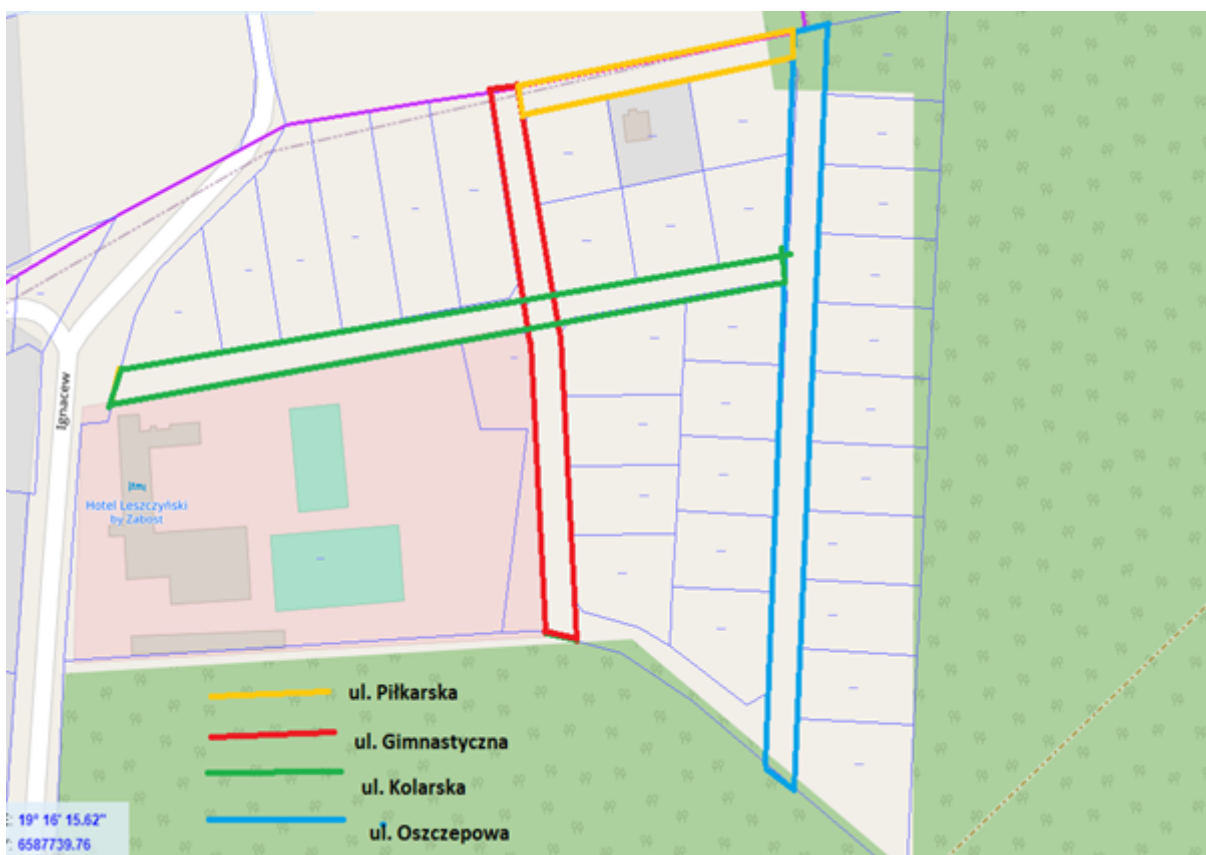 Ignacew
Hotel Leszczyński
by Zabost
ul. Piłkarska
ul. Gimnastyczna
ul. Kolarska
ul. Oszczepowa
: 19° 16' 15.62"
: 6587739.76